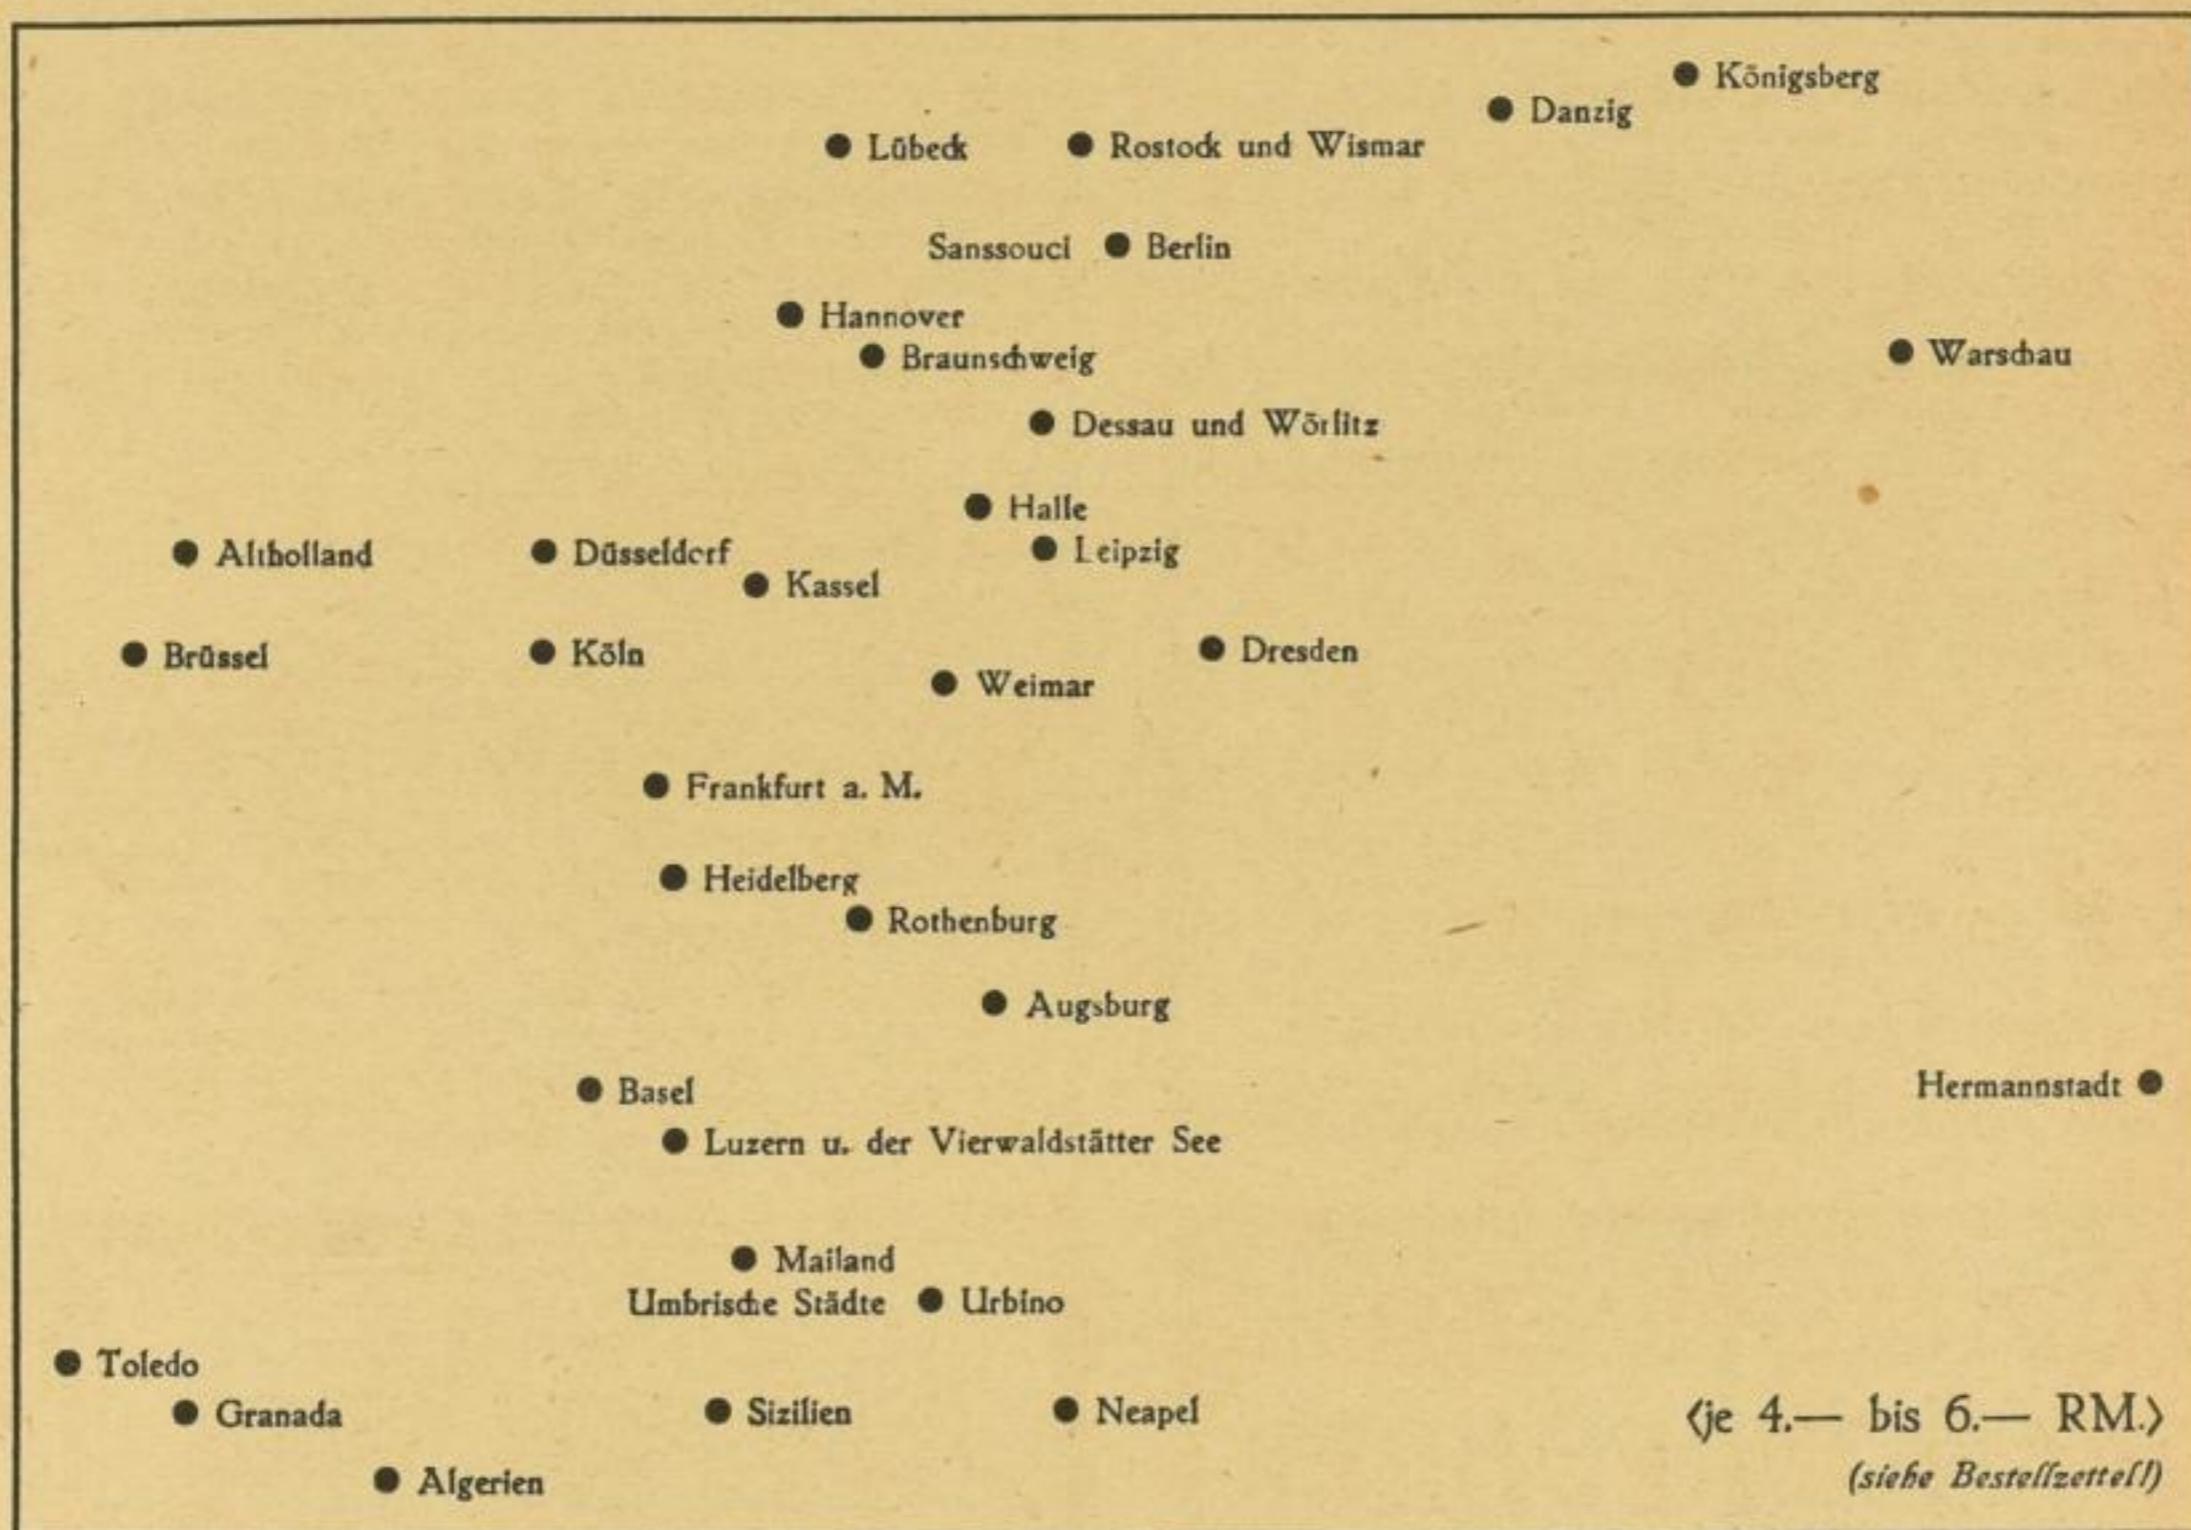 Königsberg
Danzig
Lübeck Rostock und Wismar
Sanssouci Berlin
Hannover
Braunschweig Warschau
Dessau und Wörlitz
Halle
Altholland Düsseldorf Leipzig
Kassel
Brüssel Köln Dresden
Weimar
Frankfurt a. M.
Heidelberg
Rothenburg
Augsburg
Basel Hermannstadt
Luzern u. der Vierwaldstätter See
Mailand
Umbrische Städte Urbino
Toledo
Granada Sizilien Neapel
Algerien
⟨je 4.— bis 6.— RM.⟩
(siehe Bestellzettel!)